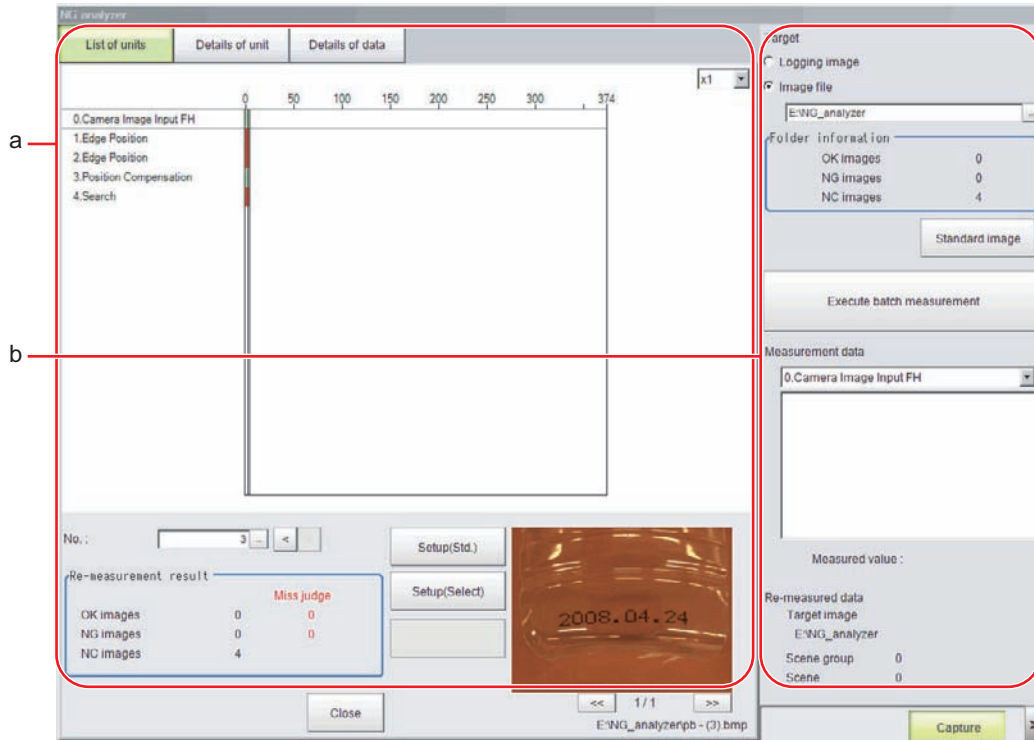 NG analyzer
List of units
Details of unit
Details of data
x1
0 50 100 150 200 250 300 374
0.Camera Image Input FH
1.Edge Position
2.Edge Position
3.Position Compensation
4.Search
a
b
No. : 3 ... <
Setup(Std.)
Setup(Select)
Re-measurement result
Miss judge
OK images 0 0
NG images 0 0
NC images 4
2008.04.24
Close
<< 1/1 >>
E:\NG_analyzer\pb - (3).bmp
Target
Logging image
Image file
E:\NG_analyzer ...
Folder information
OK images 0
NG images 0
NC images 4
Standard image
Execute batch measurement
Measurement data
0.Camera Image Input FH
Measured value :
Re-measured data
Target image
E:\NG_analyzer
Scene group 0
Scene 0
Capture